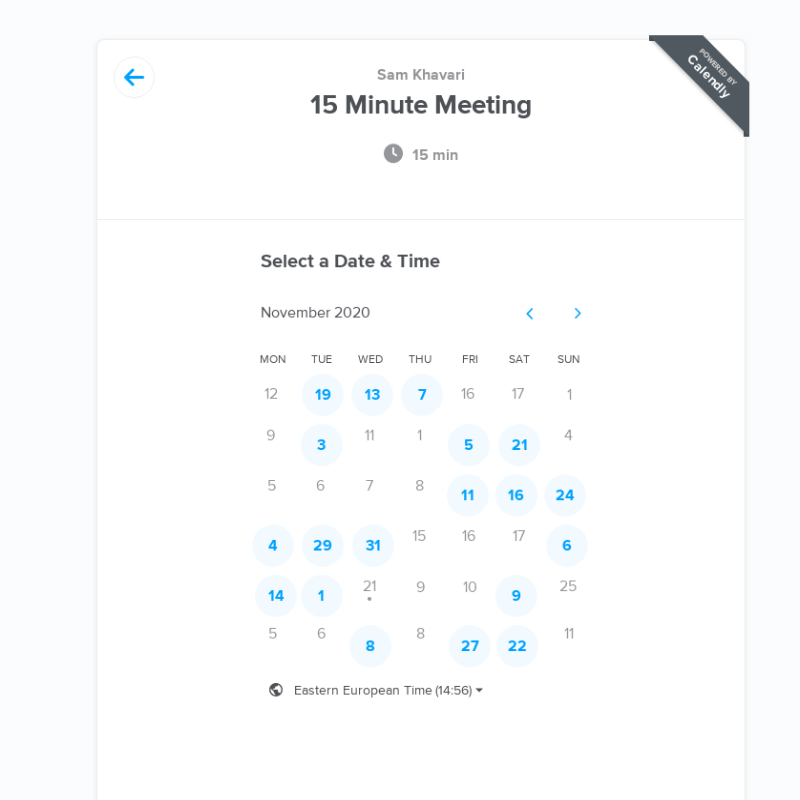 Sam Khavari
POWERED BY
Calendly
15 Minute Meeting
15 min
Select a Date & Time
November 2020
MON TUE WED THU FRI SAT SUN
12 19 13 7 16 17 1
9 3 11 1 5 21 4
5 6 7 8 11 16 24
4 29 31 15 16 17 6
14 1 21 9 10 9 25
5 6 8 8 27 22 11
Eastern European Time (14:56)